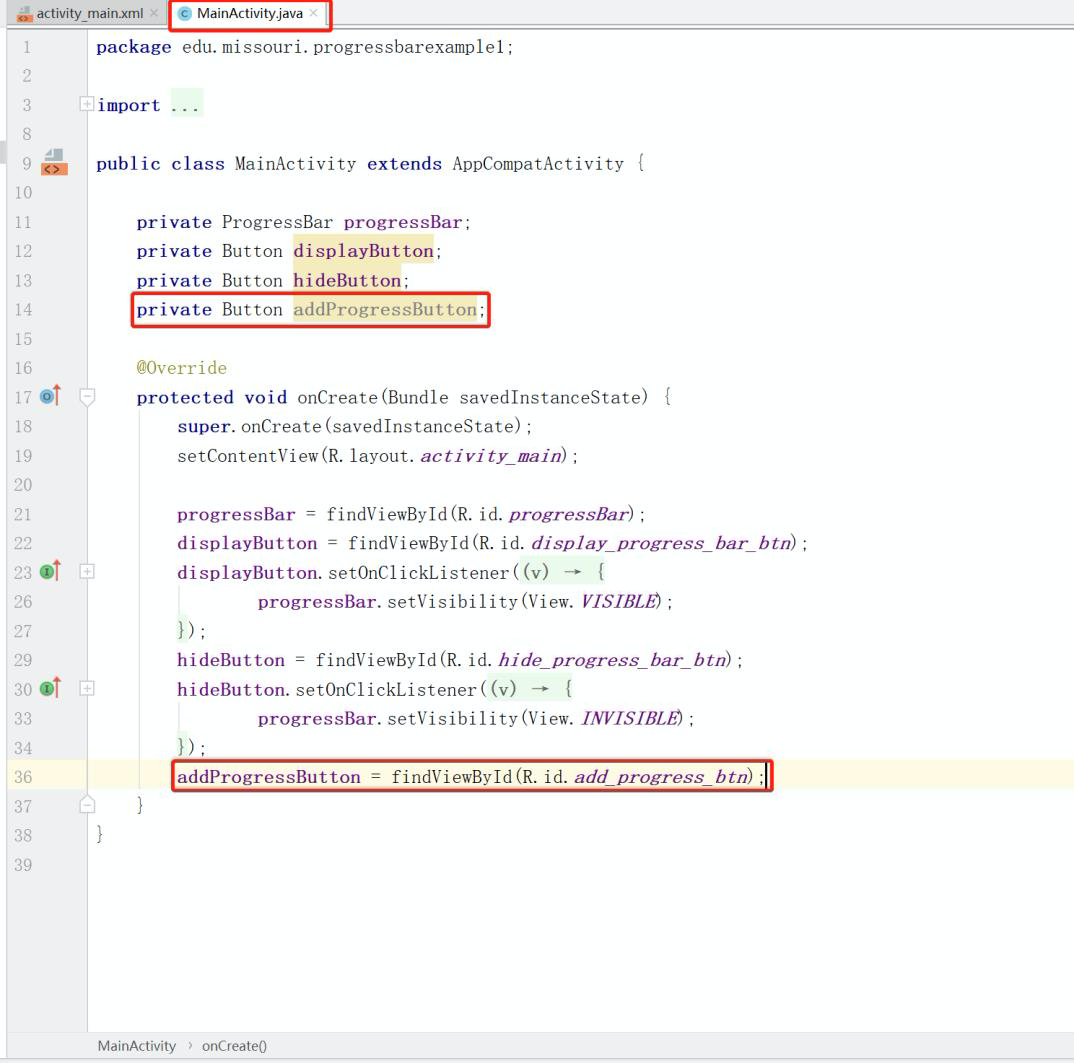 activity_main.xml MainActivity.java
1 package edu.missouri.progressbarexample1;
2
3 import ...
8
9 public class MainActivity extends AppCompatActivity {
10
11 private ProgressBar progressBar;
12 private Button displayButton;
13 private Button hideButton;
14 private Button addProgressButton;
15
16 @Override
17 protected void onCreate(Bundle savedInstanceState) {
18 super.onCreate(savedInstanceState);
19 setContentView(R.layout.activity_main);
20
21 progressBar = findViewById(R.id.progressBar);
22 displayButton = findViewById(R.id.display_progress_bar_btn);
23 displayButton.setOnClickListener((v) → {
26 progressBar.setVisibility(View.VISIBLE);
27 });
29 hideButton = findViewById(R.id.hide_progress_bar_btn);
30 hideButton.setOnClickListener((v) → {
33 progressBar.setVisibility(View.INVISIBLE);
34 });
36 addProgressButton = findViewById(R.id.add_progress_btn);
37 }
38 }
39
MainActivity › onCreate()